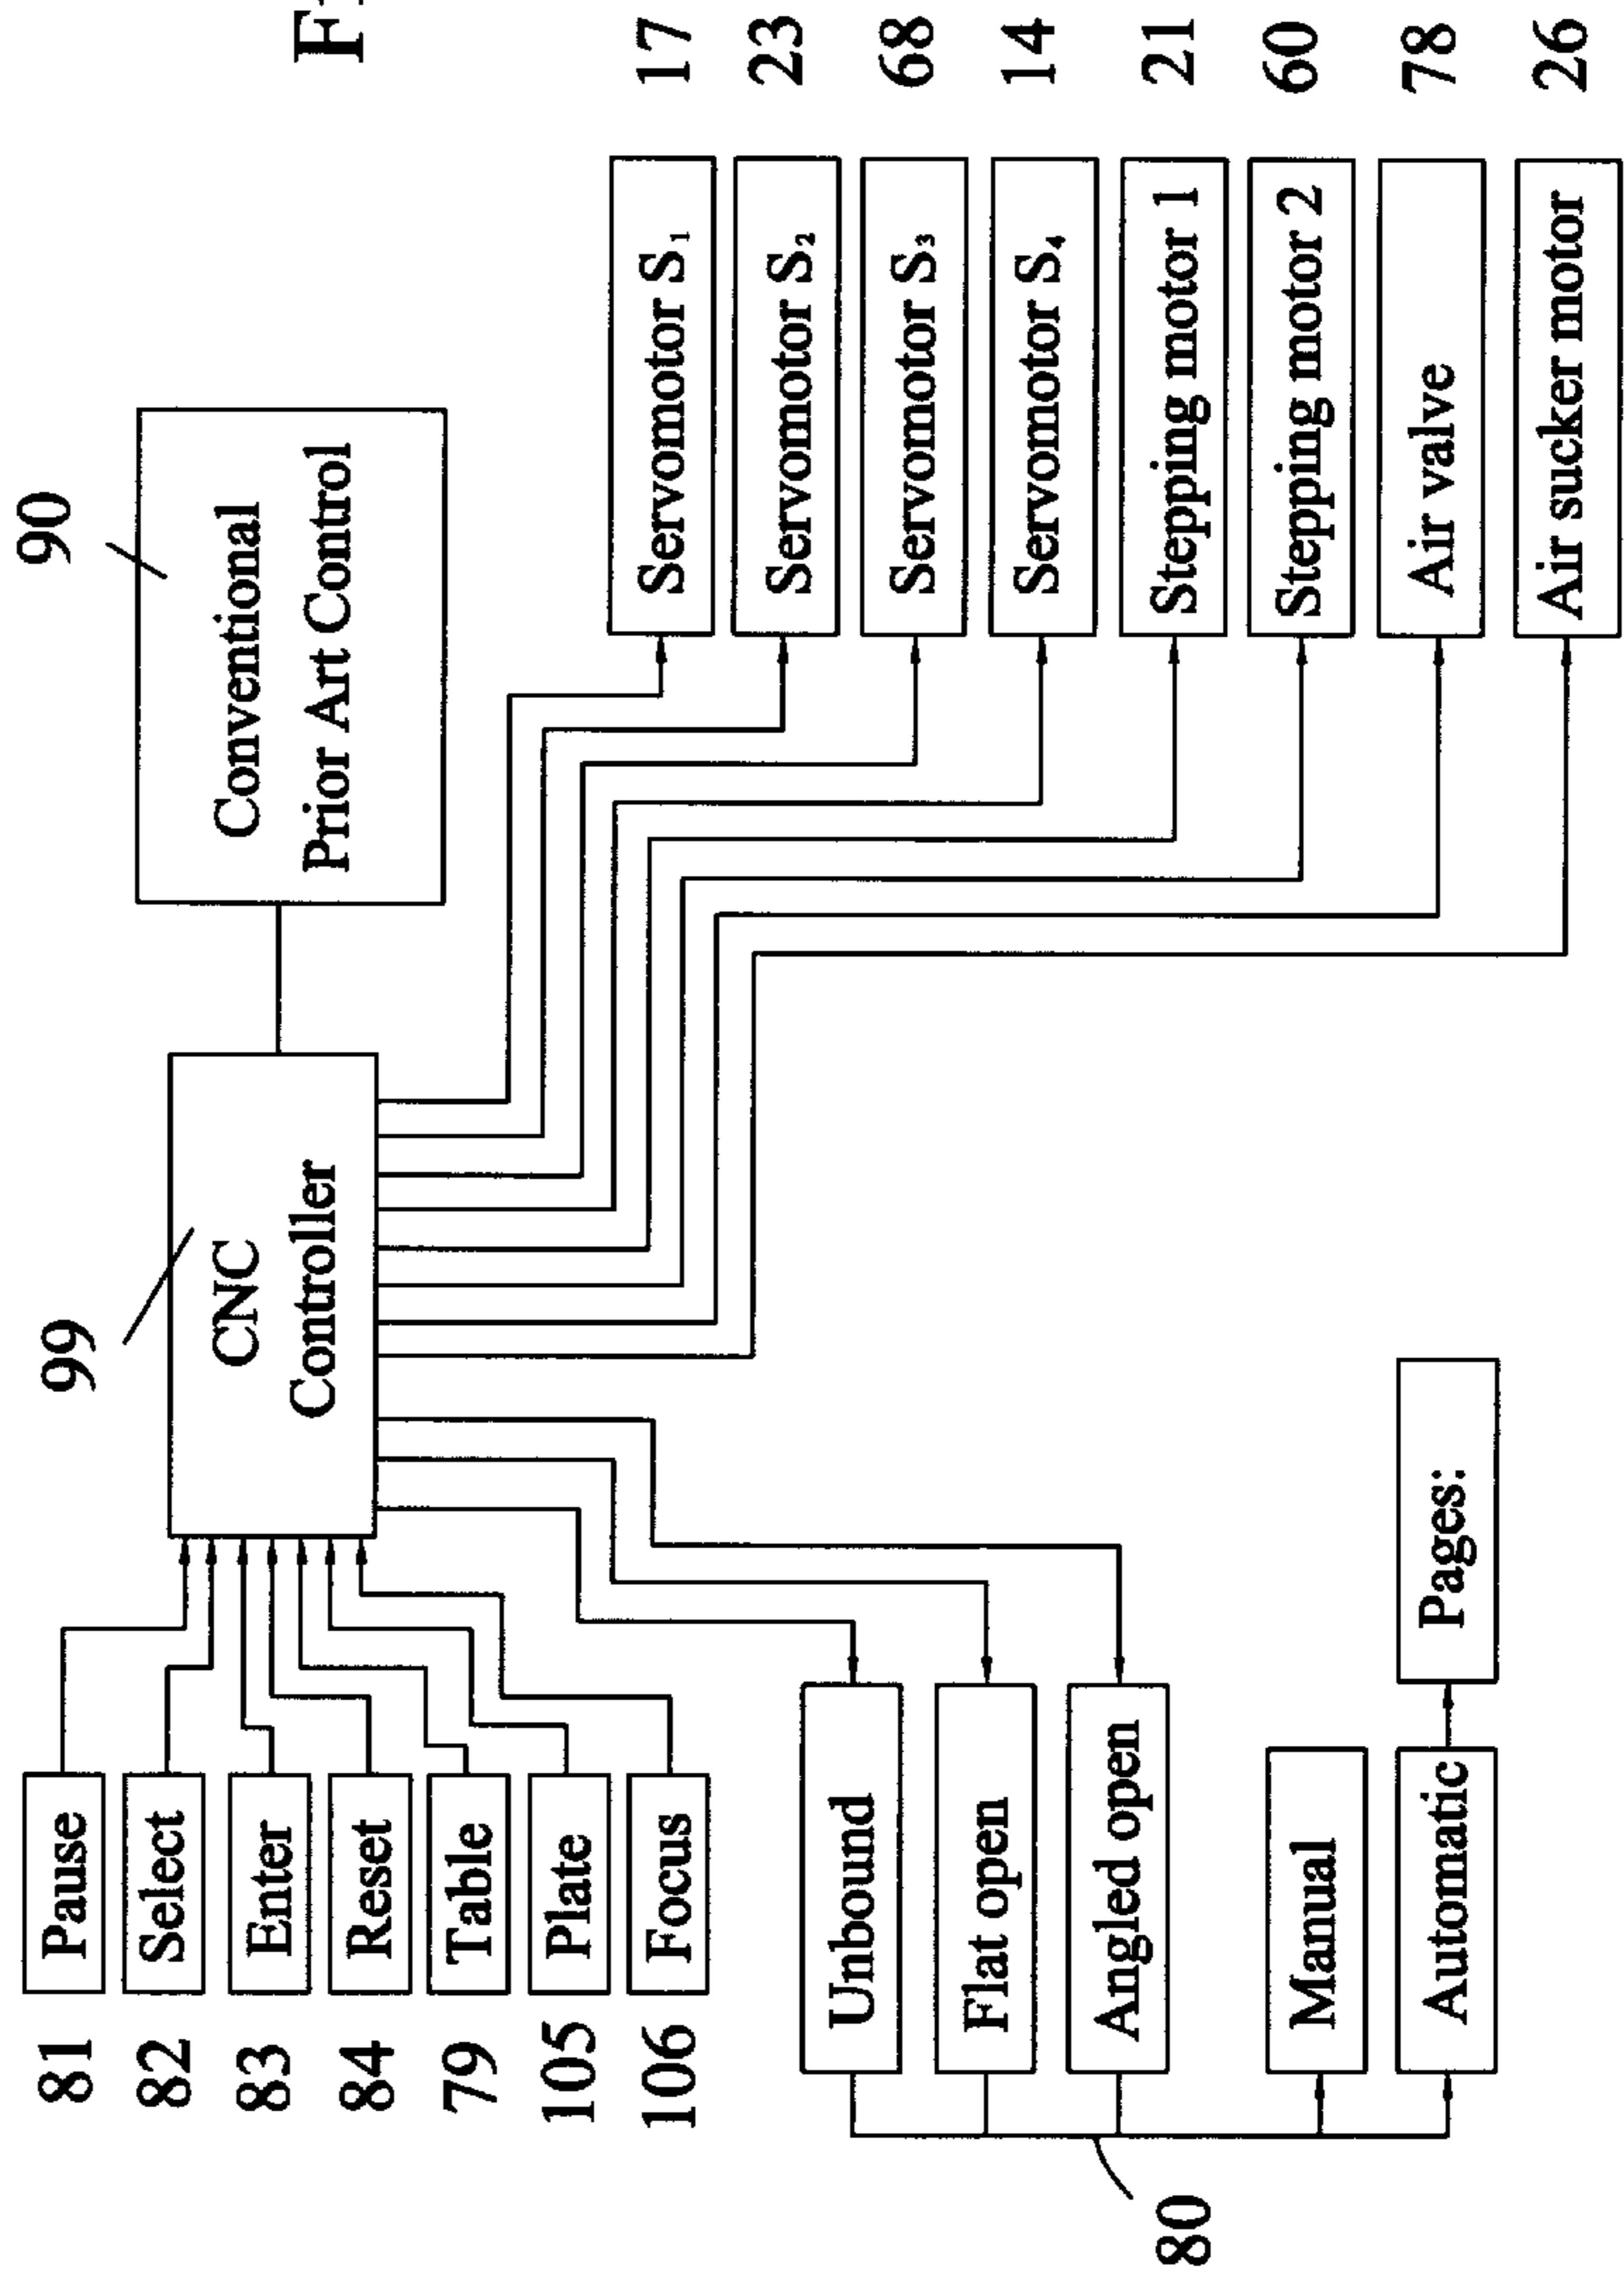 90
Conventional
Prior Art Control
99
CNC
Controller
81
Pause
82
Select
83
Enter
84
Reset
79
Table
105
Plate
106
Focus
Servomotor S₁
17
Servomotor S₂
23
Servomotor S₃
68
Servomotor S₄
14
Stepping motor 1
21
Stepping motor 2
60
Air valve
78
Air sucker motor
26
Unbound
Flat open
Angled open
Manual
Automatic
Pages:
80